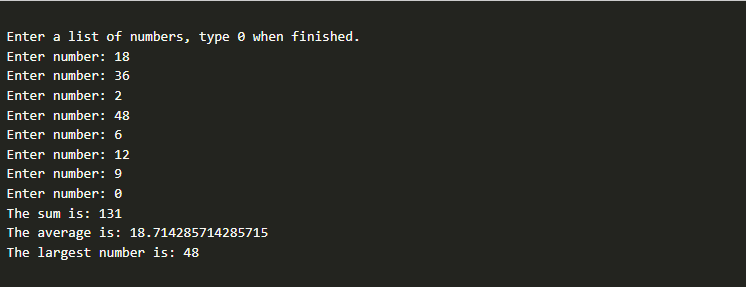 Enter a list of numbers, type 0 when finished.
Enter number: 18
Enter number: 36
Enter number: 2
Enter number: 48
Enter number: 6
Enter number: 12
Enter number: 9
Enter number: 0
The sum is: 131
The average is: 18.714285714285715
The largest number is: 48